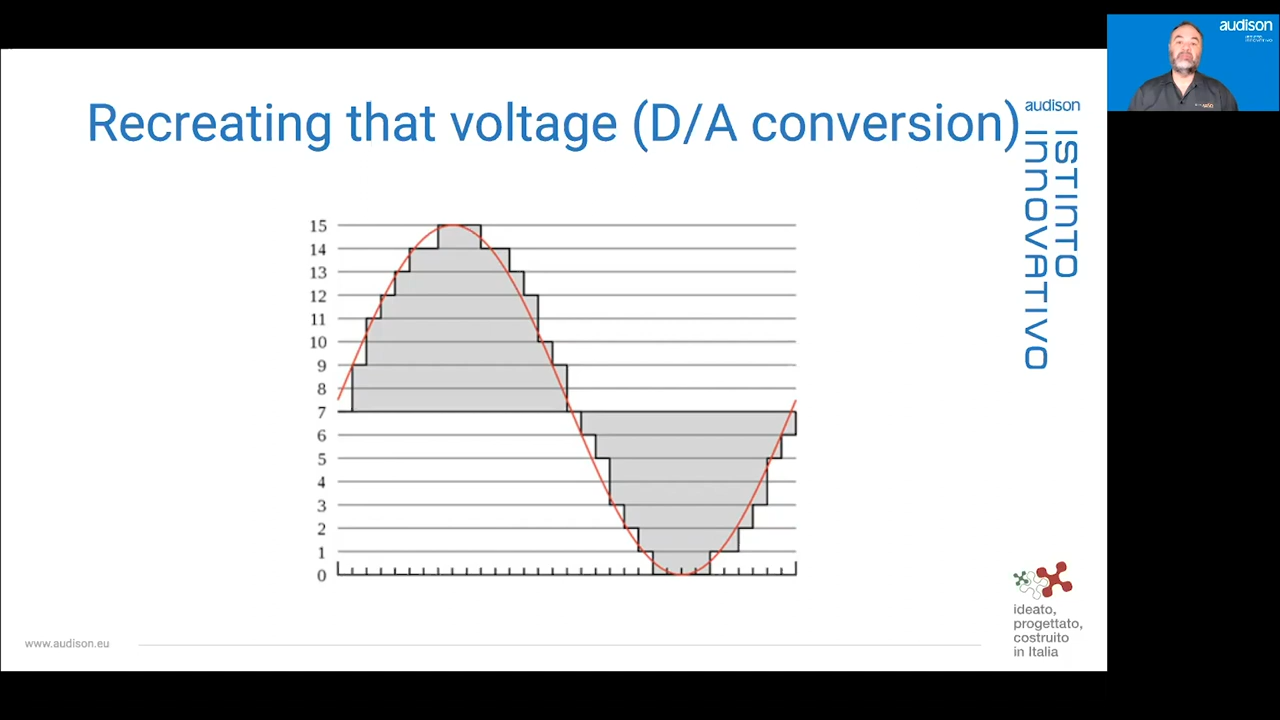 Recreating that voltage (D/A conversion)
audison
ISTINTO
INNOVATIVO
15
14
13
12
11
10
9
8
7
6
5
4
3
2
1
0
www.audison.eu
ideato,
progettato,
costruito
in Italia
audison